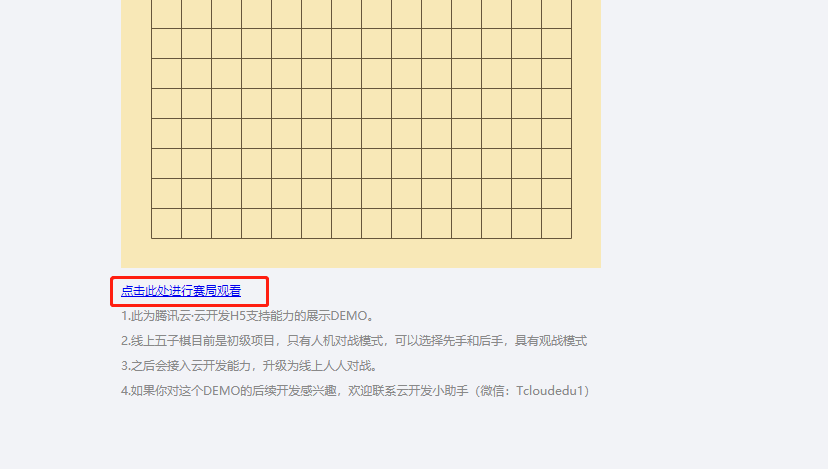 点击此处进行赛局观看
1.此为腾讯云·云开发H5支持能力的展示DEMO。
2.线上五子棋目前是初级项目，只有人机对战模式，可以选择先手和后手，具有观战模式
3.之后会接入云开发能力，升级为线上人人对战。
4.如果你对这个DEMO的后续开发感兴趣，欢迎联系云开发小助手（微信：Tcloudedu1）